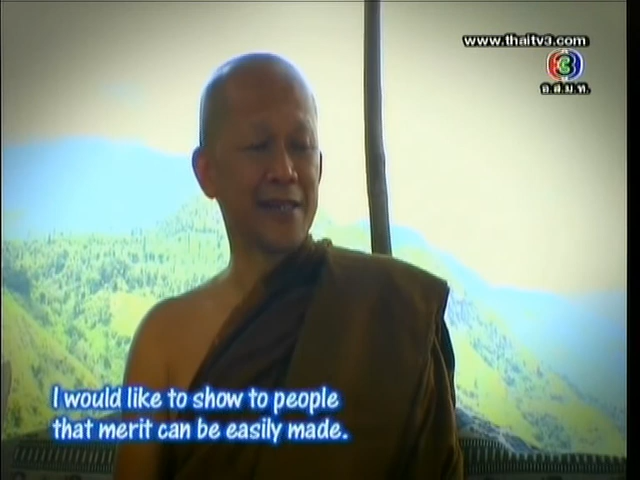 www.thaitv3.com
3
อ.ส.ม.ท.
I would like to show to people
that merit can be easily made.